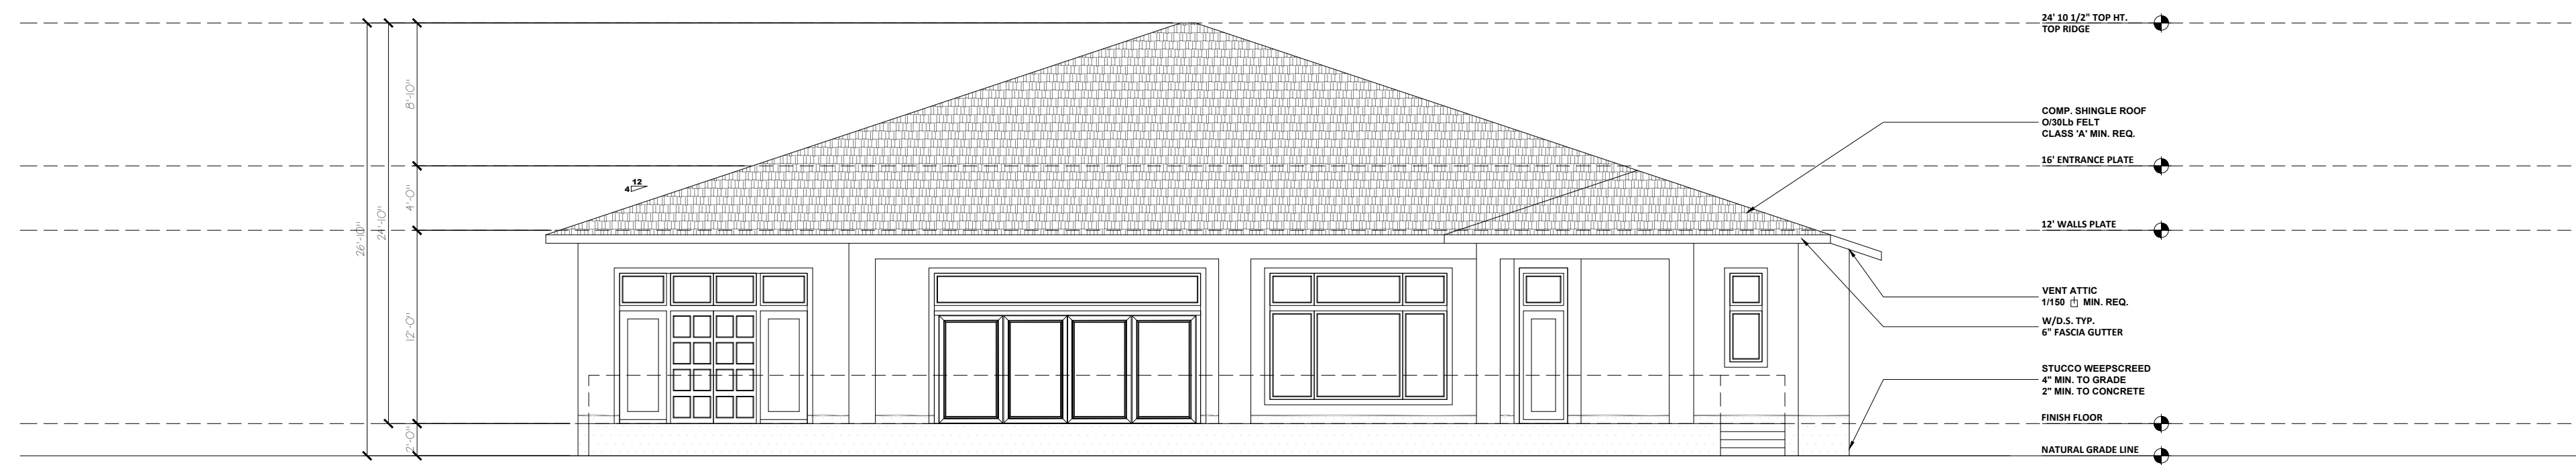 24' 10 1/2" TOP HT.
TOP RIDGE
8'-10"
COMP. SHINGLE ROOF
O/30Lb FELT
CLASS 'A' MIN. REQ.
16' ENTRANCE PLATE
12
4
4'-0"
24'-10"
26'-10"
12' WALLS PLATE
VENT ATTIC
1/150 MIN. REQ.
W/D.S. TYP.
6" FASCIA GUTTER
12'-0"
STUCCO WEEPSCREED
4" MIN. TO GRADE
2" MIN. TO CONCRETE
FINISH FLOOR
2'-0"
NATURAL GRADE LINE